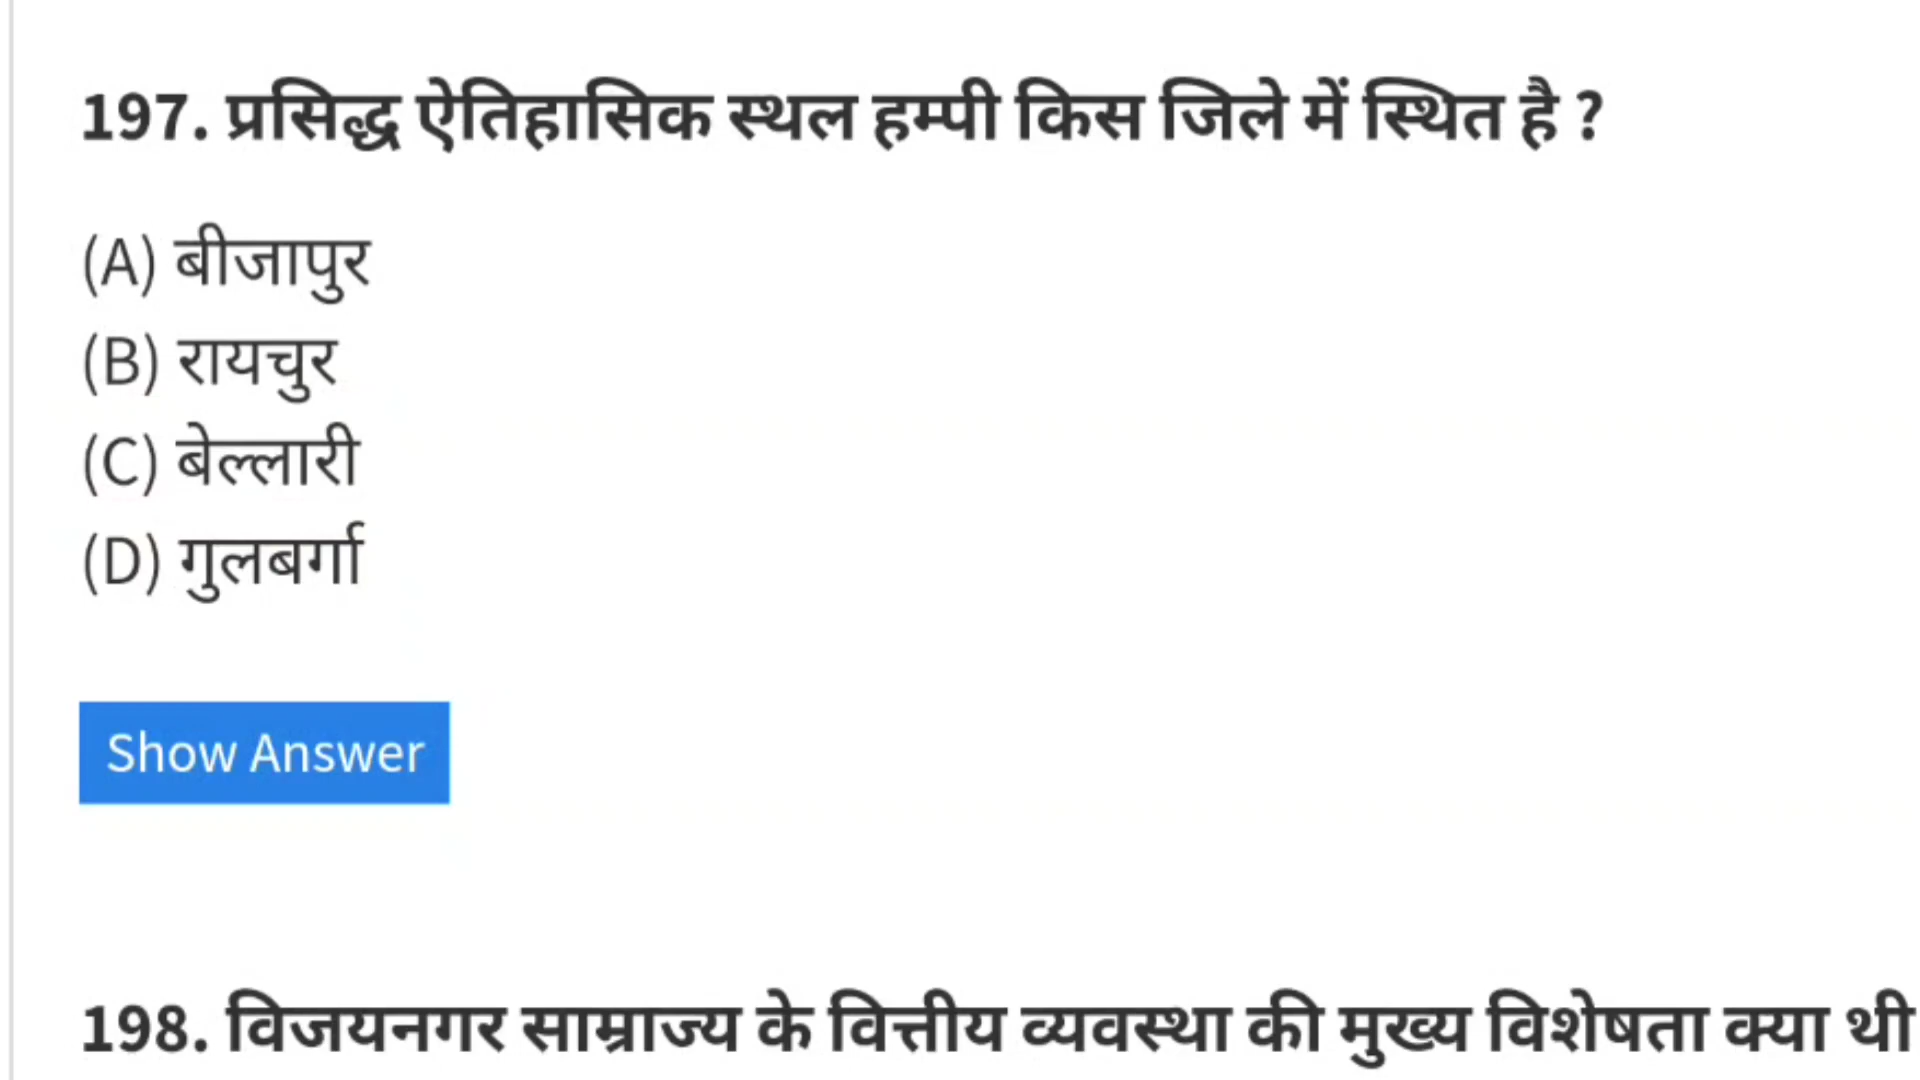 197. प्रसिद्ध ऐतिहासिक स्थल हम्पी किस जिले में स्थित है ?
(A) बीजापुर
(B) रायचुर
(C) बेल्लारी
(D) गुलबर्गा
Show Answer
198. विजयनगर साम्राज्य के वित्तीय व्यवस्था की मुख्य विशेषता क्या थी